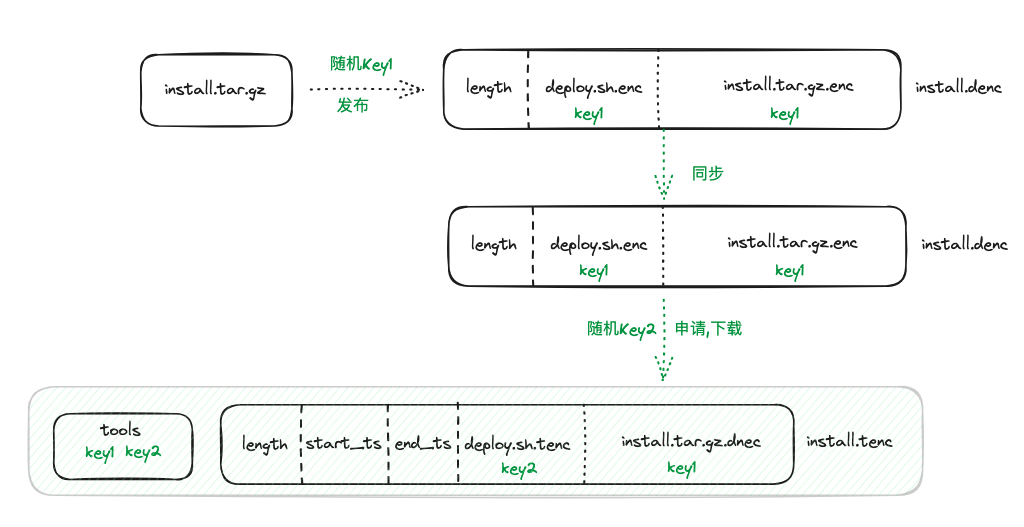 随机Key1
install.tar.gz
发布
length
deploy.sh.enc
key1
install.tar.gz.enc
key1
install.denc
同步
length
deploy.sh.enc
key1
install.tar.gz.enc
key1
install.denc
随机Key2
申请,下载
tools
key1 key2
length
start_ts
end_ts
deploy.sh.tenc
key2
install.tar.gz.dnec
key1
install.tenc